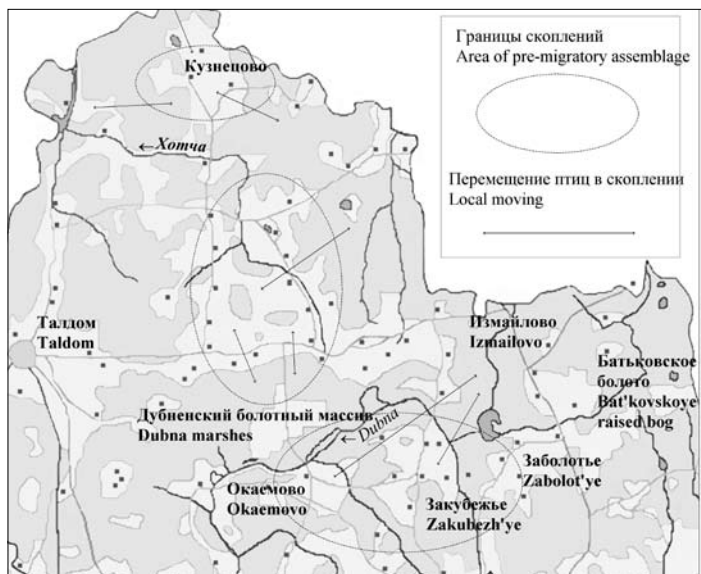 Границы скоплений
Area of pre-migratory assemblage
Перемещение птиц в скоплении
Local moving
Кузнецово
←Хотча
Талдом
Taldom
Измайлово
Izmailovo
Батьковское
болото
Bat'kovskoye
raised bog
Дубненский болотный массив
Dubna marshes
← Dubna
Заболотье
Zabolot'ye
Окаемово
Okaemovo
Закубежье
Zakubezh'ye